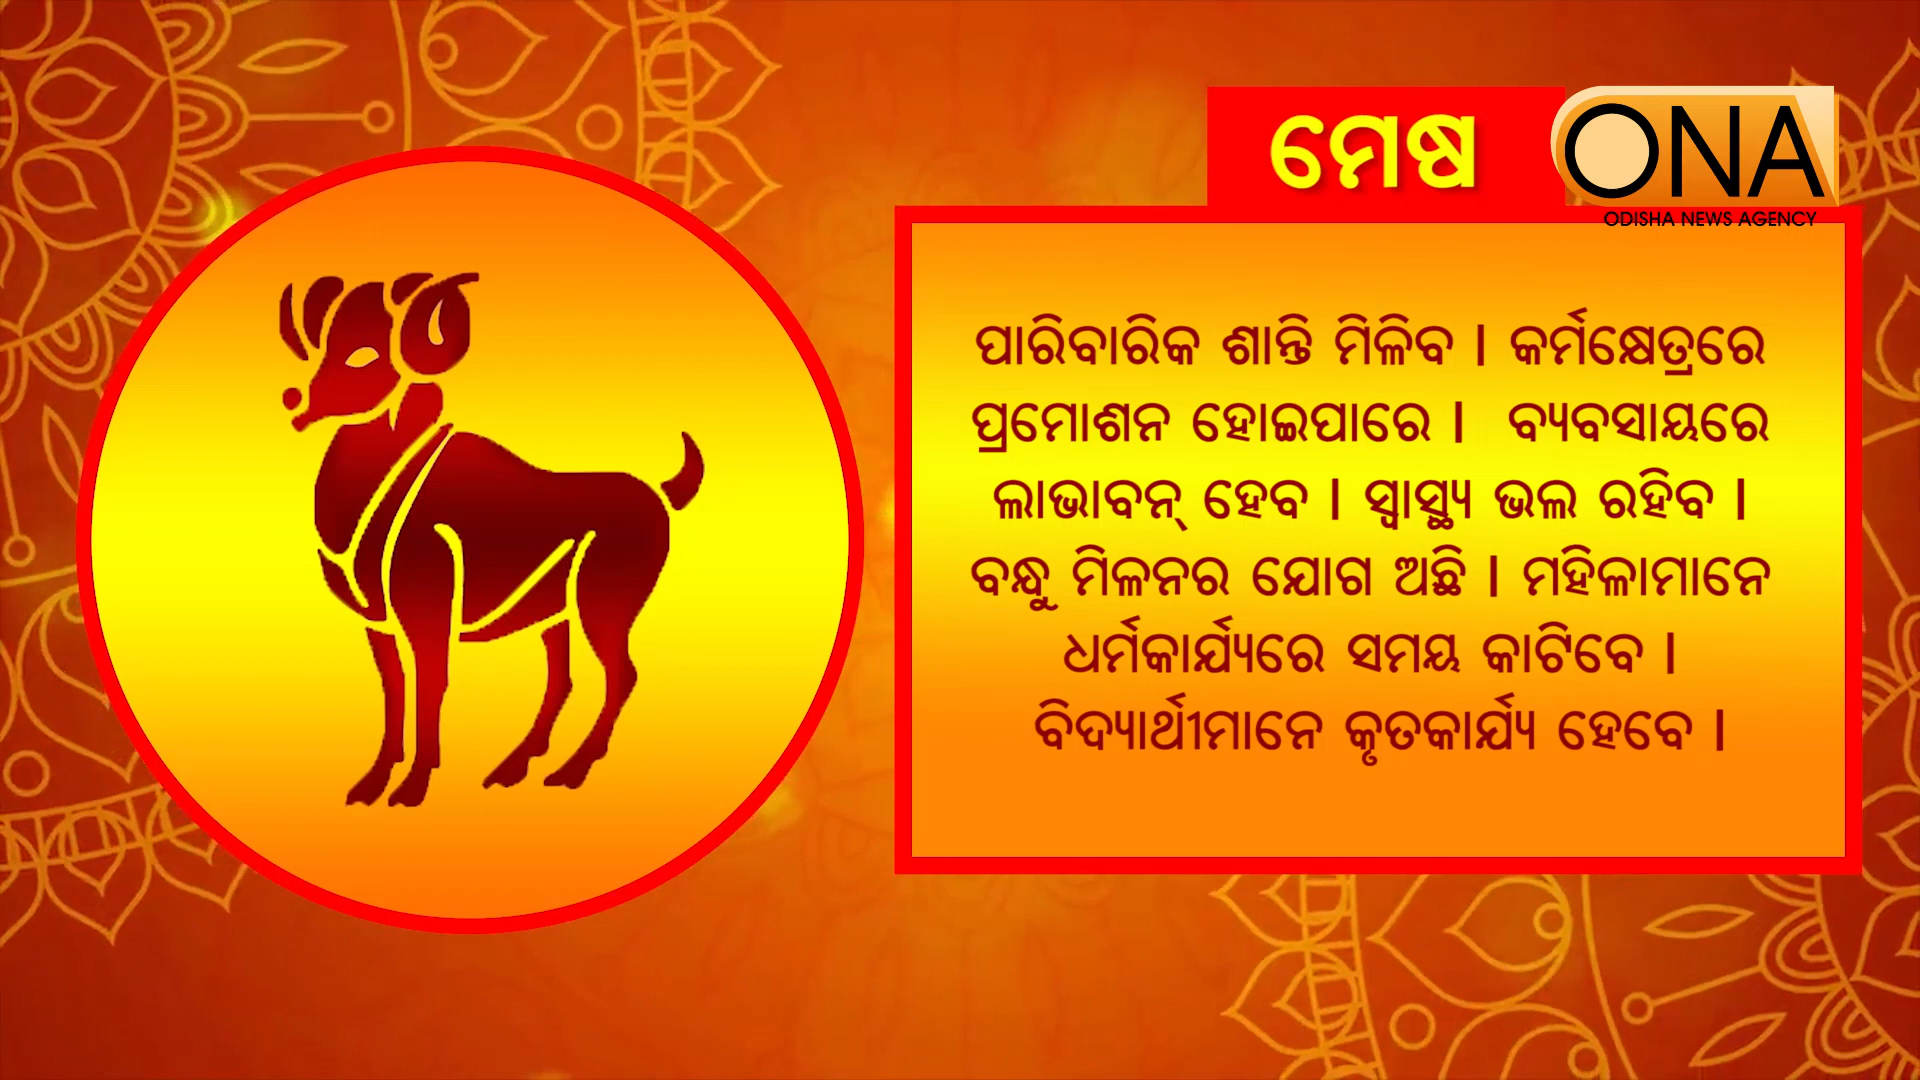 ମେଷ
ONA
ODISHA NEWS AGENCY
ପାରିବାରିକ ଶାନ୍ତି ମିଳିବ । କର୍ମକ୍ଷେତ୍ରରେ
ପ୍ରମୋଶନ ହୋଇପାରେ । ବ୍ୟବସାୟରେ
ଲାଭାବନ୍ ହେବ । ସ୍ୱାସ୍ଥ୍ୟ ଭଲ ରହିବ ।
ବନ୍ଧୁ ମିଳନର ଯୋଗ ଅଛି । ମହିଳାମାନେ
ଧର୍ମକାର୍ଯ୍ୟରେ ସମୟ କାଟିବେ ।
ବିଦ୍ୟାର୍ଥୀମାନେ କୃତକାର୍ଯ୍ୟ ହେବେ ।